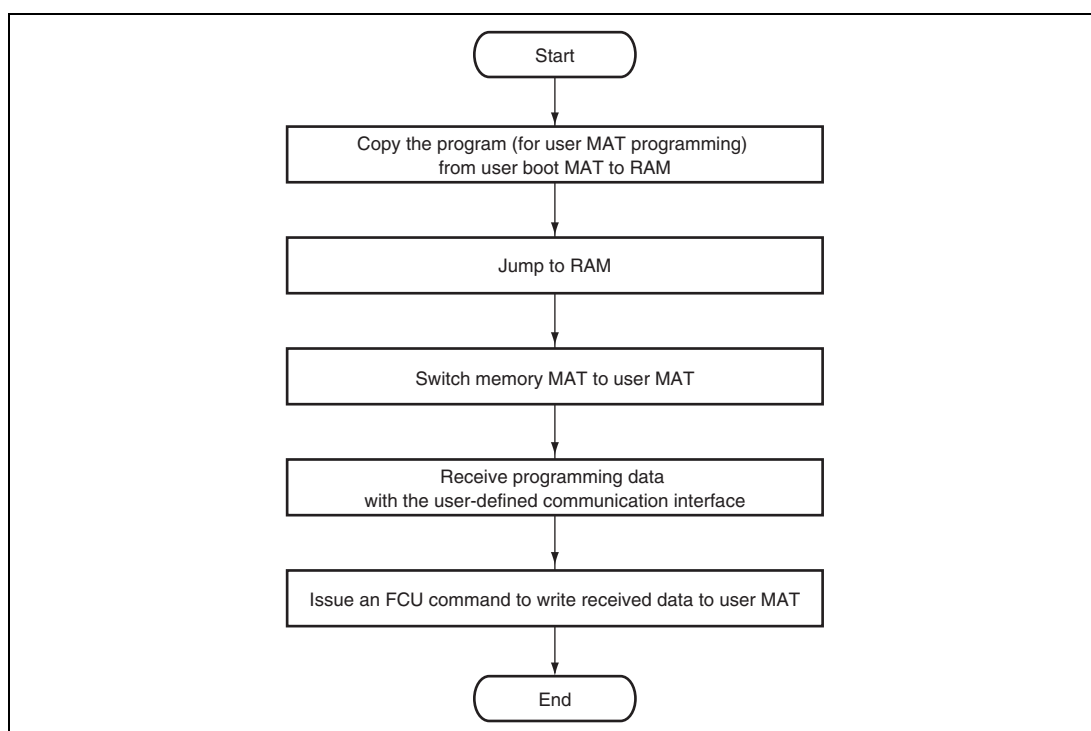 Start
Copy the program (for user MAT programming)
from user boot MAT to RAM
Jump to RAM
Switch memory MAT to user MAT
Receive programming data
with the user-defined communication interface
Issue an FCU command to write received data to user MAT
End